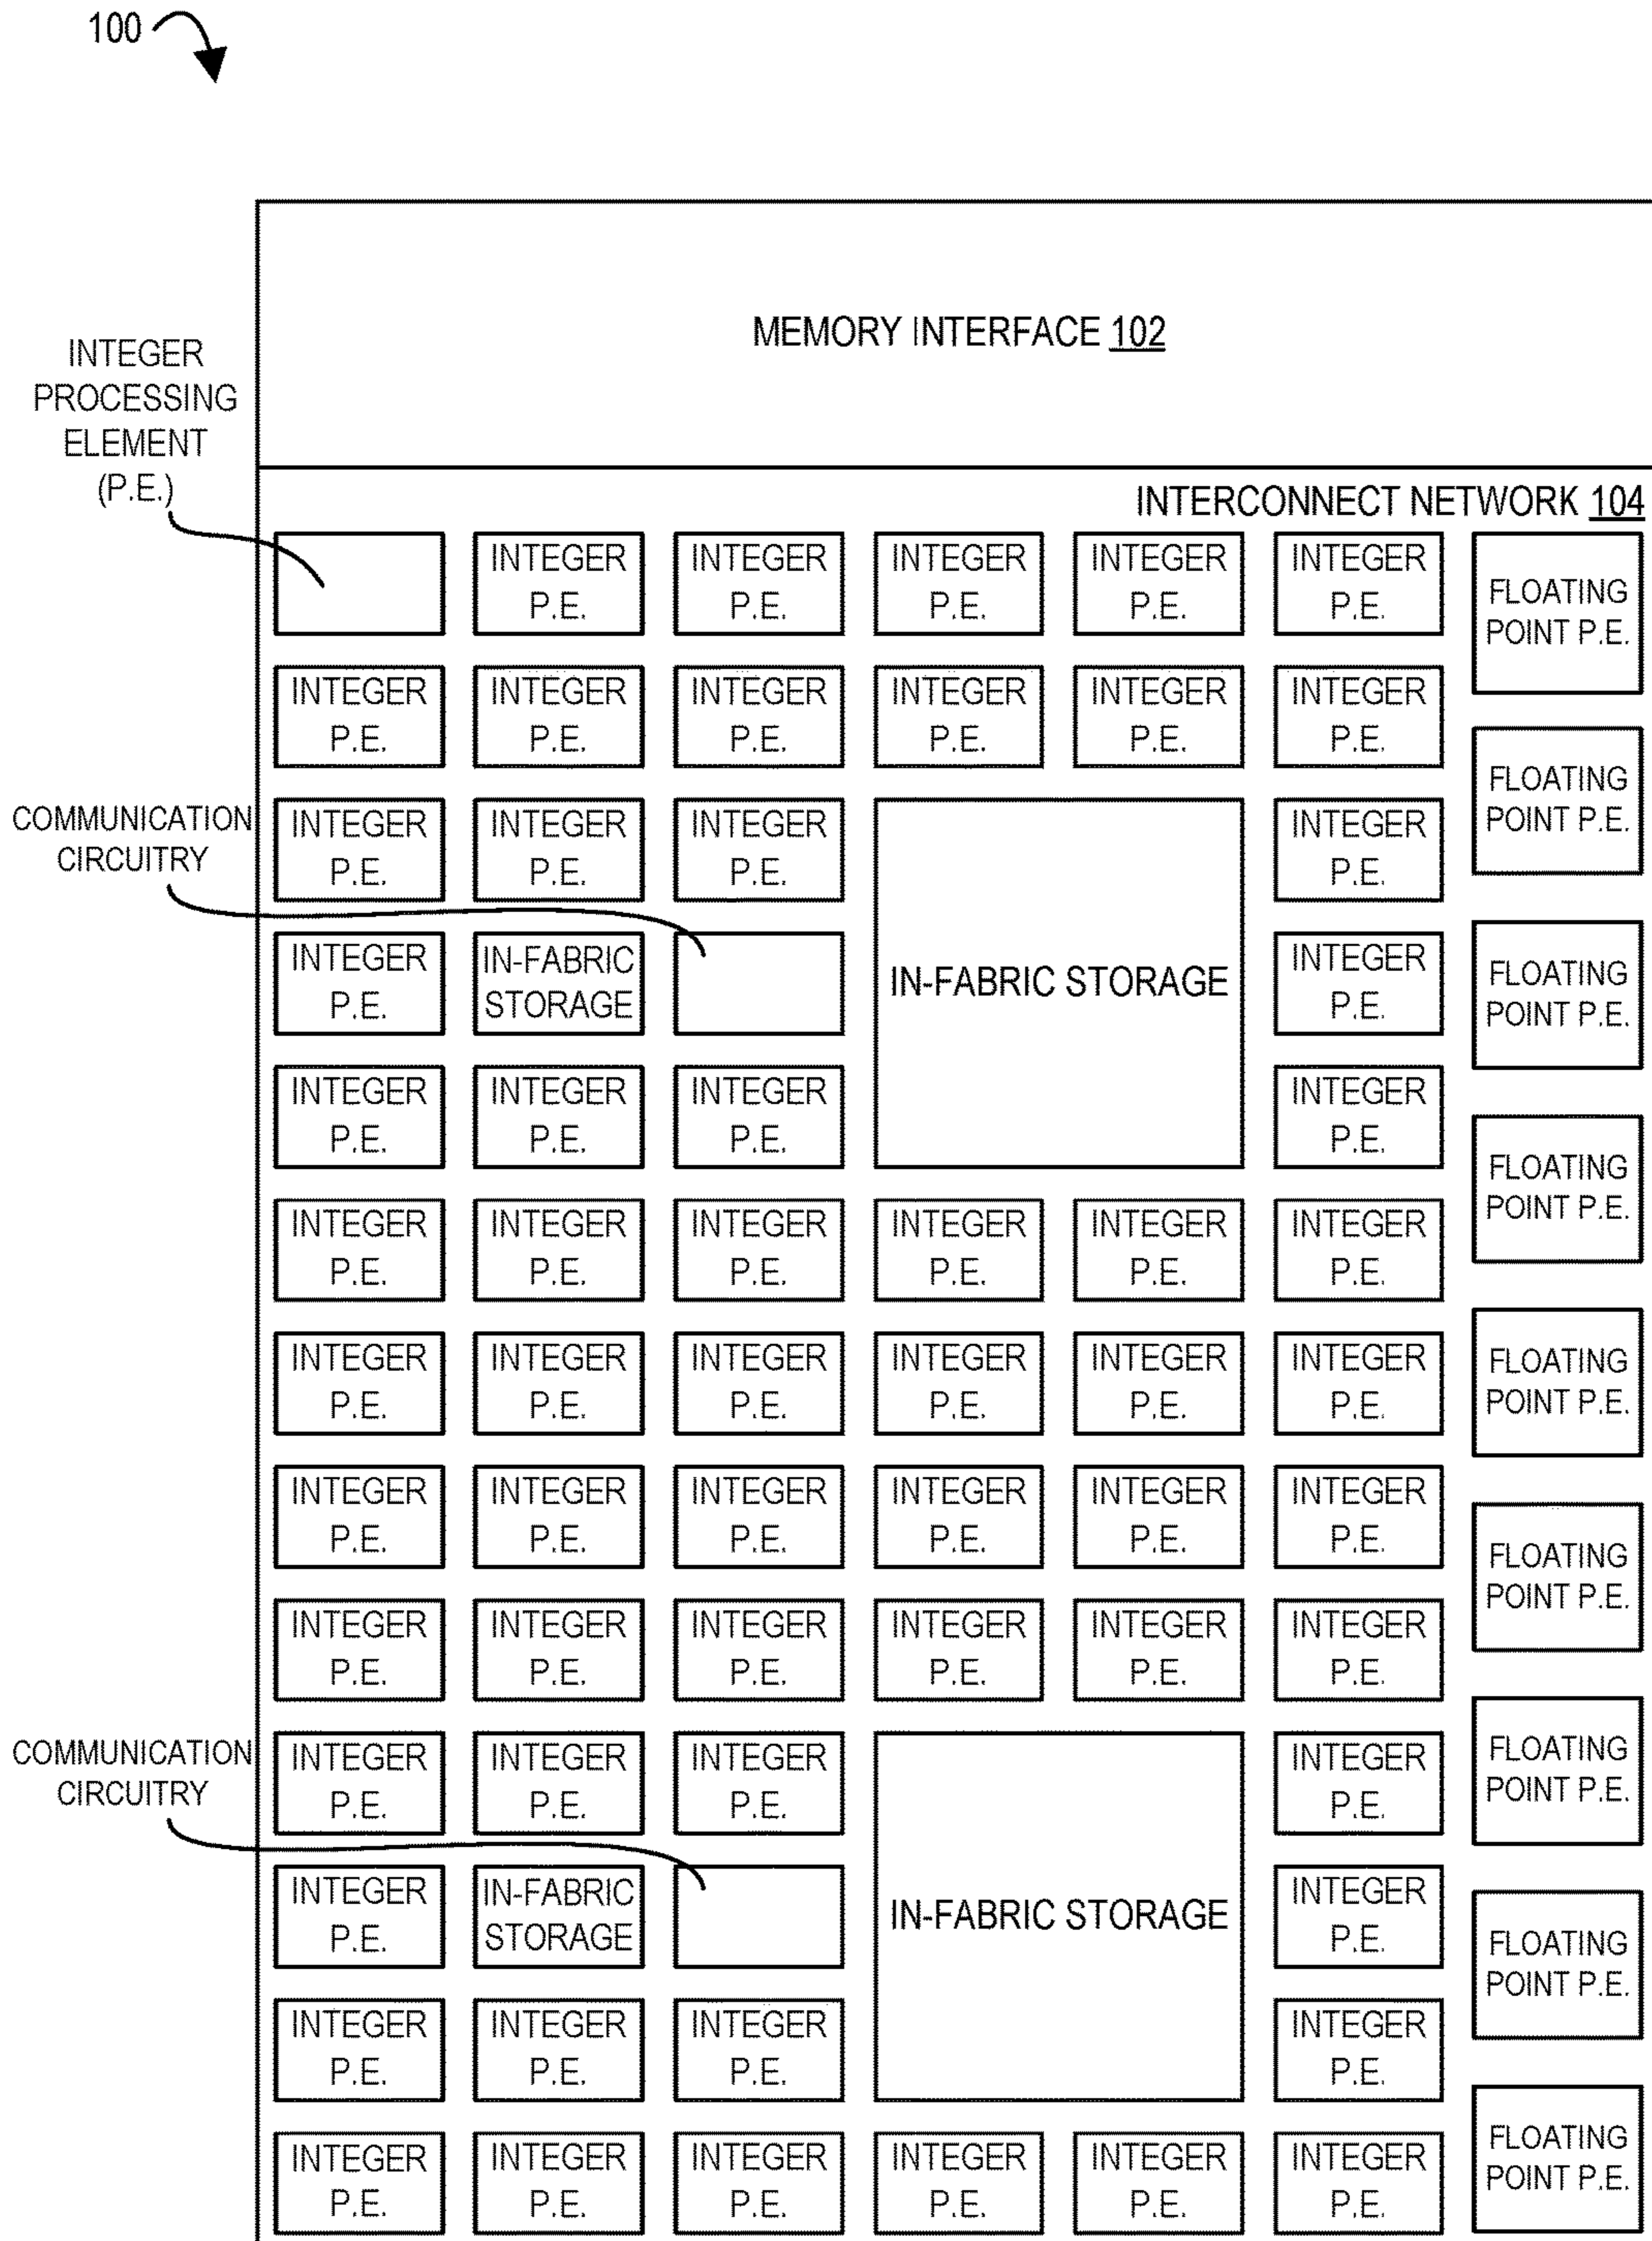 100
MEMORY INTERFACE 102
INTEGER
PROCESSING
ELEMENT
(P.E.)
INTERCONNECT NETWORK 104
INTEGER
P.E.
INTEGER
P.E.
INTEGER
P.E.
INTEGER
P.E.
INTEGER
P.E.
FLOATING
POINT P.E.
INTEGER
P.E.
INTEGER
P.E.
INTEGER
P.E.
INTEGER
P.E.
INTEGER
P.E.
INTEGER
P.E.
FLOATING
POINT P.E.
COMMUNICATION
CIRCUITRY
INTEGER
P.E.
INTEGER
P.E.
INTEGER
P.E.
INTEGER
P.E.
INTEGER
P.E.
IN-FABRIC
STORAGE
IN-FABRIC STORAGE
INTEGER
P.E.
FLOATING
POINT P.E.
INTEGER
P.E.
INTEGER
P.E.
INTEGER
P.E.
INTEGER
P.E.
FLOATING
POINT P.E.
INTEGER
P.E.
INTEGER
P.E.
INTEGER
P.E.
INTEGER
P.E.
INTEGER
P.E.
INTEGER
P.E.
INTEGER
P.E.
INTEGER
P.E.
INTEGER
P.E.
INTEGER
P.E.
INTEGER
P.E.
INTEGER
P.E.
FLOATING
POINT P.E.
INTEGER
P.E.
INTEGER
P.E.
INTEGER
P.E.
INTEGER
P.E.
INTEGER
P.E.
INTEGER
P.E.
FLOATING
POINT P.E.
INTEGER
P.E.
INTEGER
P.E.
INTEGER
P.E.
INTEGER
P.E.
INTEGER
P.E.
INTEGER
P.E.
COMMUNICATION
CIRCUITRY
INTEGER
P.E.
INTEGER
P.E.
INTEGER
P.E.
INTEGER
P.E.
FLOATING
POINT P.E.
INTEGER
P.E.
IN-FABRIC
STORAGE
IN-FABRIC STORAGE
INTEGER
P.E.
FLOATING
POINT P.E.
INTEGER
P.E.
INTEGER
P.E.
INTEGER
P.E.
INTEGER
P.E.
INTEGER
P.E.
INTEGER
P.E.
INTEGER
P.E.
INTEGER
P.E.
INTEGER
P.E.
INTEGER
P.E.
FLOATING
POINT P.E.